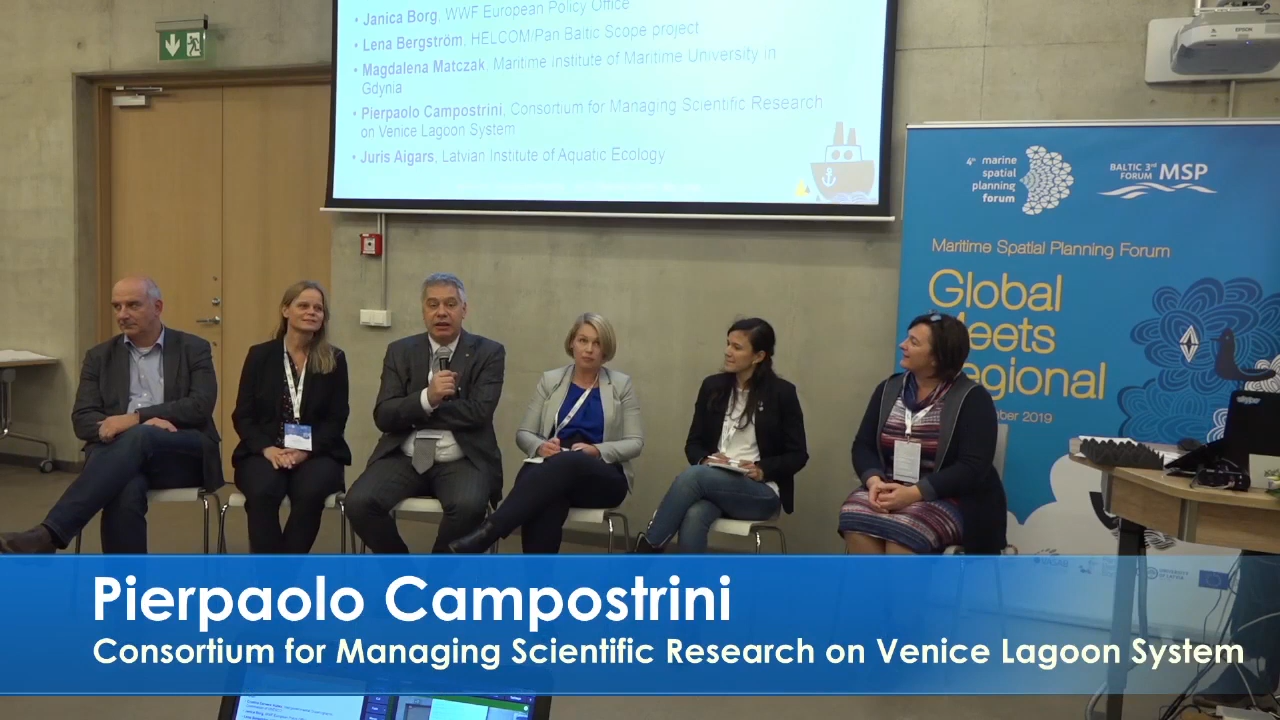 • Janica Borg, WWF European Policy Office
• Lena Bergström, HELCOM/Pan Baltic Scope project
• Magdalena Matczak, Maritime Institute of Maritime University in
Gdynia
• Pierpaolo Campostrini, Consortium for Managing Scientific Research
on Venice Lagoon System
• Juris Aigars, Latvian Institute of Aquatic Ecology
4th marine
spatial
planning
forum
BALTIC 3rd
FORUM MSP
Maritime Spatial Planning Forum
Global
Meets
Regional
2019
Pierpaolo Campostrini
Consortium for Managing Scientific Research on Venice Lagoon System